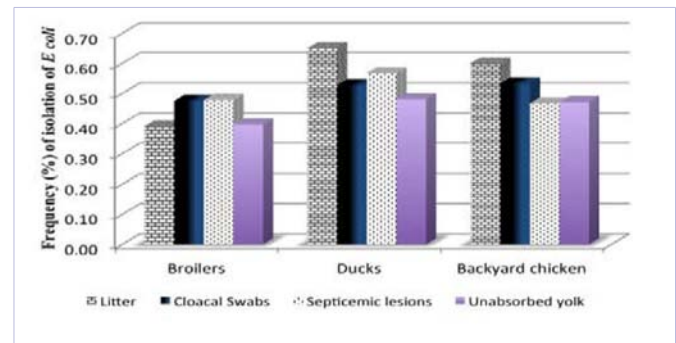 Frequency (%) of isolation of E coli
0.70
0.60
0.50
0.40
0.30
0.20
0.10
0.00
Broilers Ducks Backyard chicken
Litter Cloacal Swabs Septicemic lesions Unabsorbed yolk